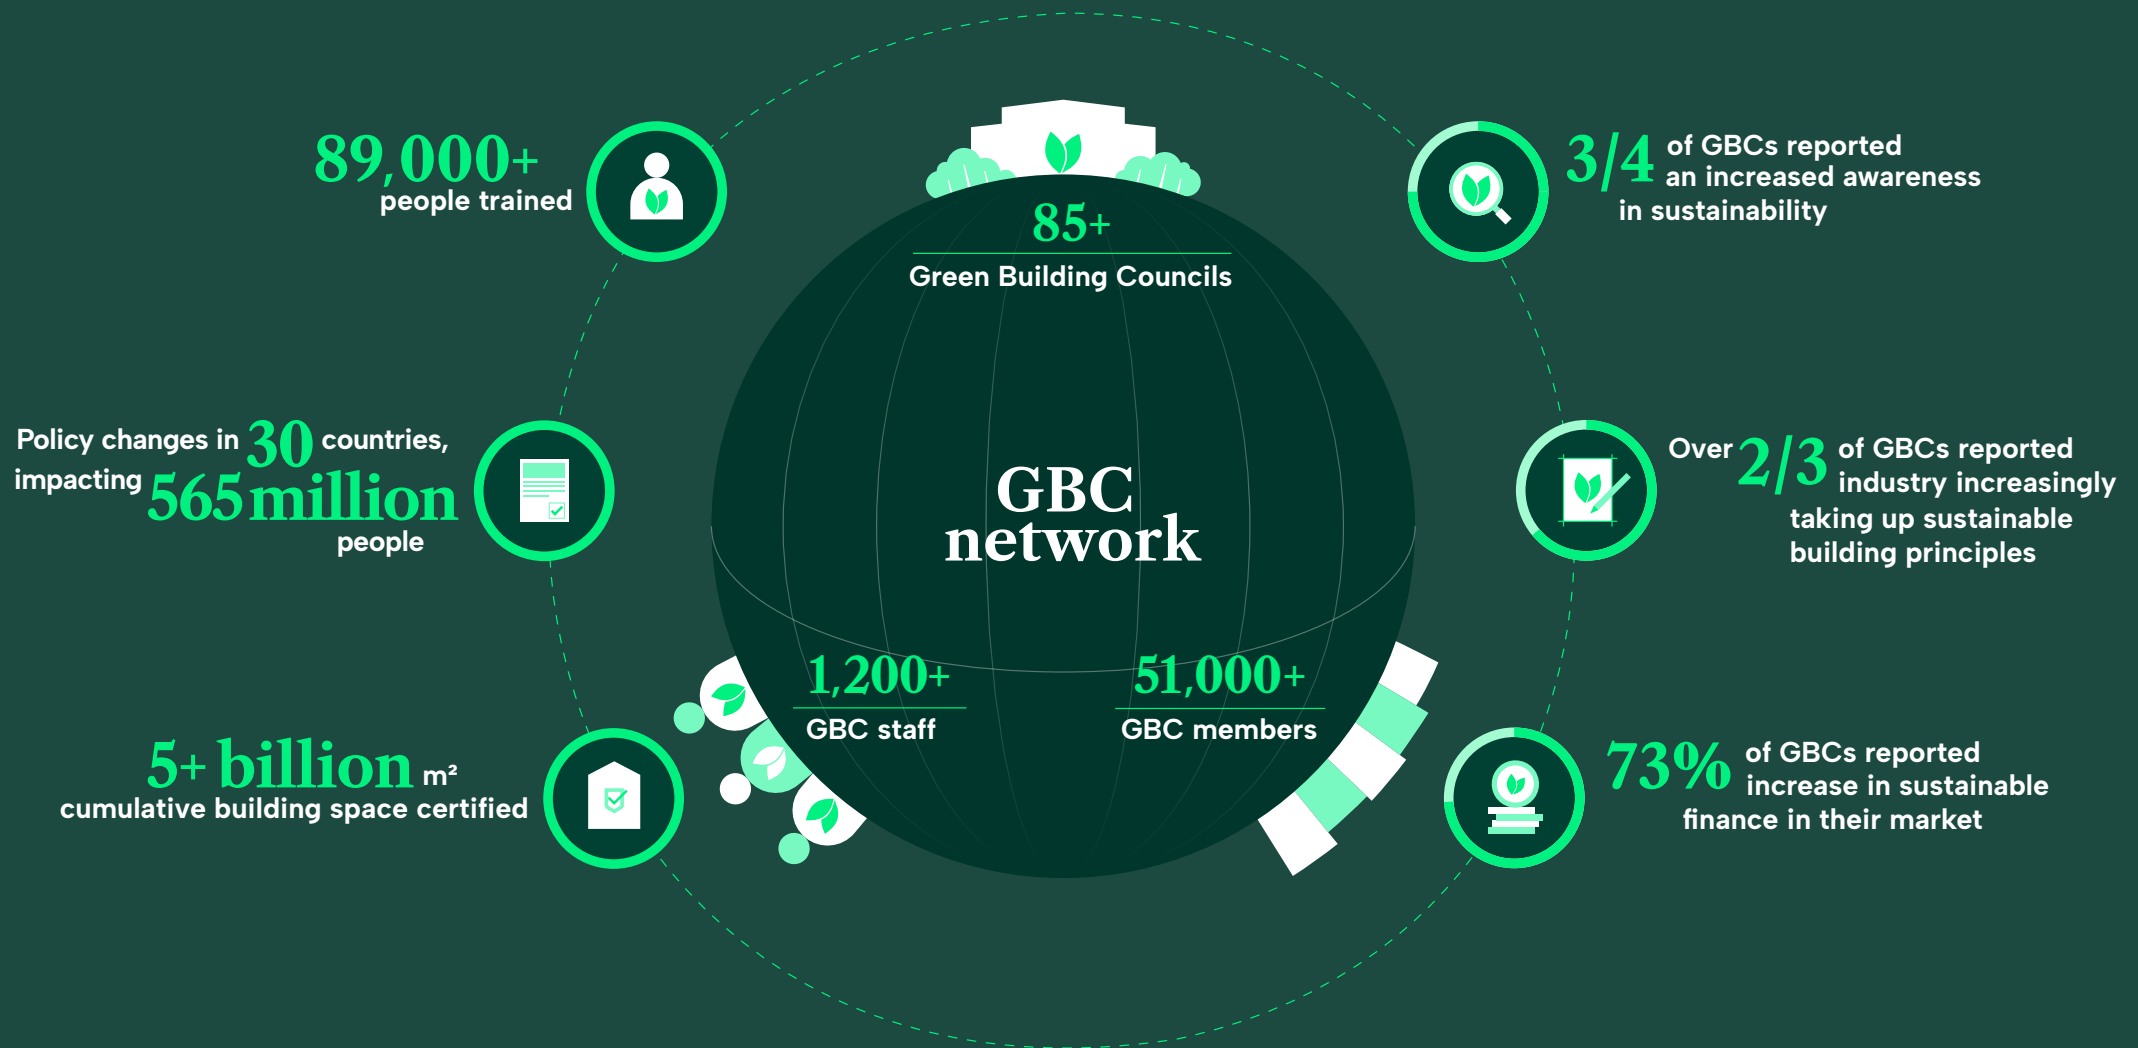 89,000+
people trained
Policy changes in 30 countries,
impacting 565 million
people
5+ billion m²
cumulative building space certified
85+
Green Building Councils
GBC
network
1,200+
GBC staff
51,000+
GBC members
3/4 of GBCs reported
an increased awareness
in sustainability
Over 2/3 of GBCs reported
industry increasingly
taking up sustainable
building principles
73% of GBCs reported
increase in sustainable
finance in their market